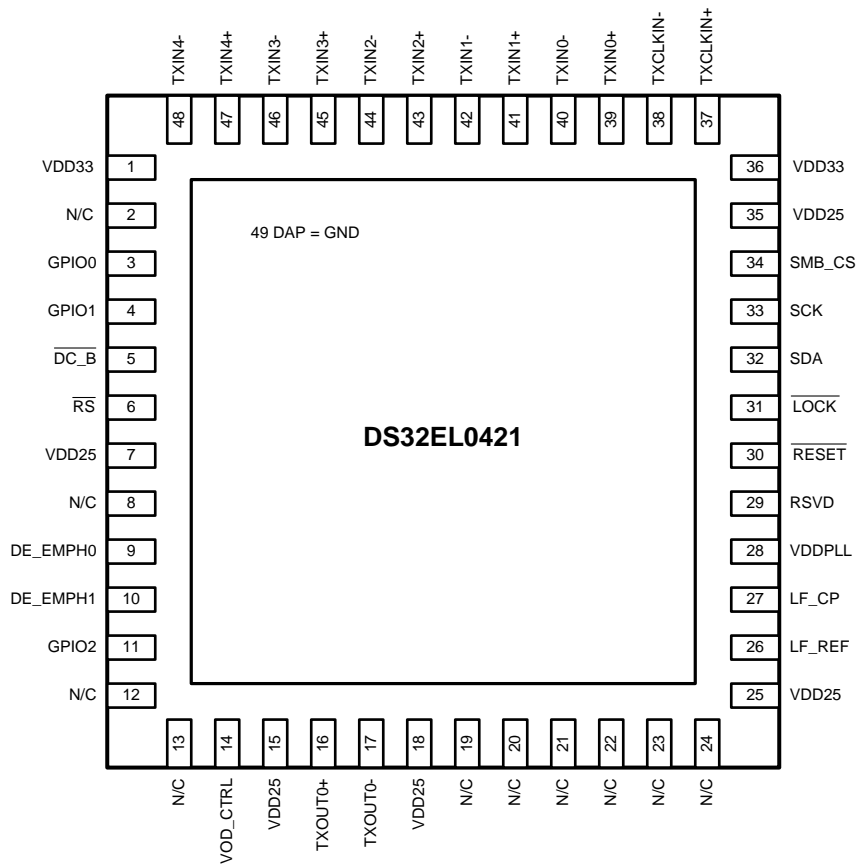 TXIN4- TXIN4+ TXIN3- TXIN3+ TXIN2- TXIN2+ TXIN1- TXIN1+ TXIN0- TXIN0+ TXCLKIN- TXCLKIN+
48 47 46 45 44 43 42 41 40 39 38 37
VDD33 1 36 VDD33
N/C 2 35 VDD25
49 DAP = GND
GPIO0 3 34 SMB_CS
GPIO1 4 33 SCK
DC_B 5 32 SDA
RS 6 31 LOCK
DS32EL0421
VDD25 7 30 RESET
N/C 8 29 RSVD
DE_EMPH0 9 28 VDDPLL
DE_EMPH1 10 27 LF_CP
GPIO2 11 26 LF_REF
N/C 12 25 VDD25
13 14 15 16 17 18 19 20 21 22 23 24
N/C VOD_CTRL VDD25 TXOUT0+ TXOUT0- VDD25 N/C N/C N/C N/C N/C N/C